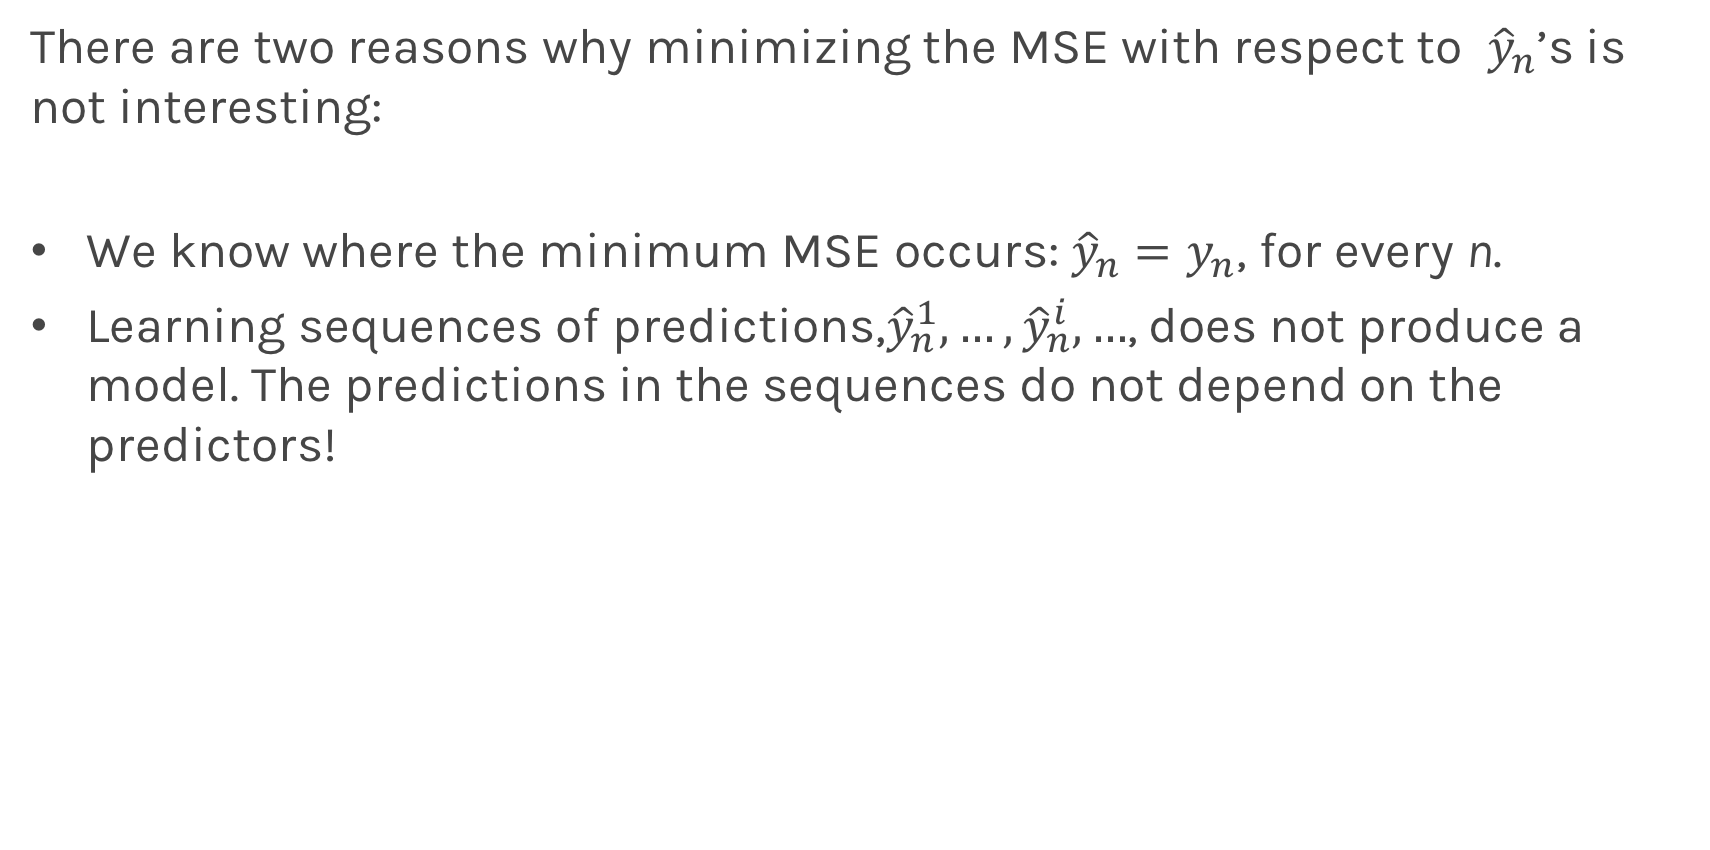 There are two reasons why minimizing the MSE with respect to ŷₙ’s is
not interesting:
• We know where the minimum MSE occurs: ŷₙ = yₙ, for every n.
• Learning sequences of predictions,ŷₙ¹, … , ŷₙⁱ, …, does not produce a
model. The predictions in the sequences do not depend on the
predictors!